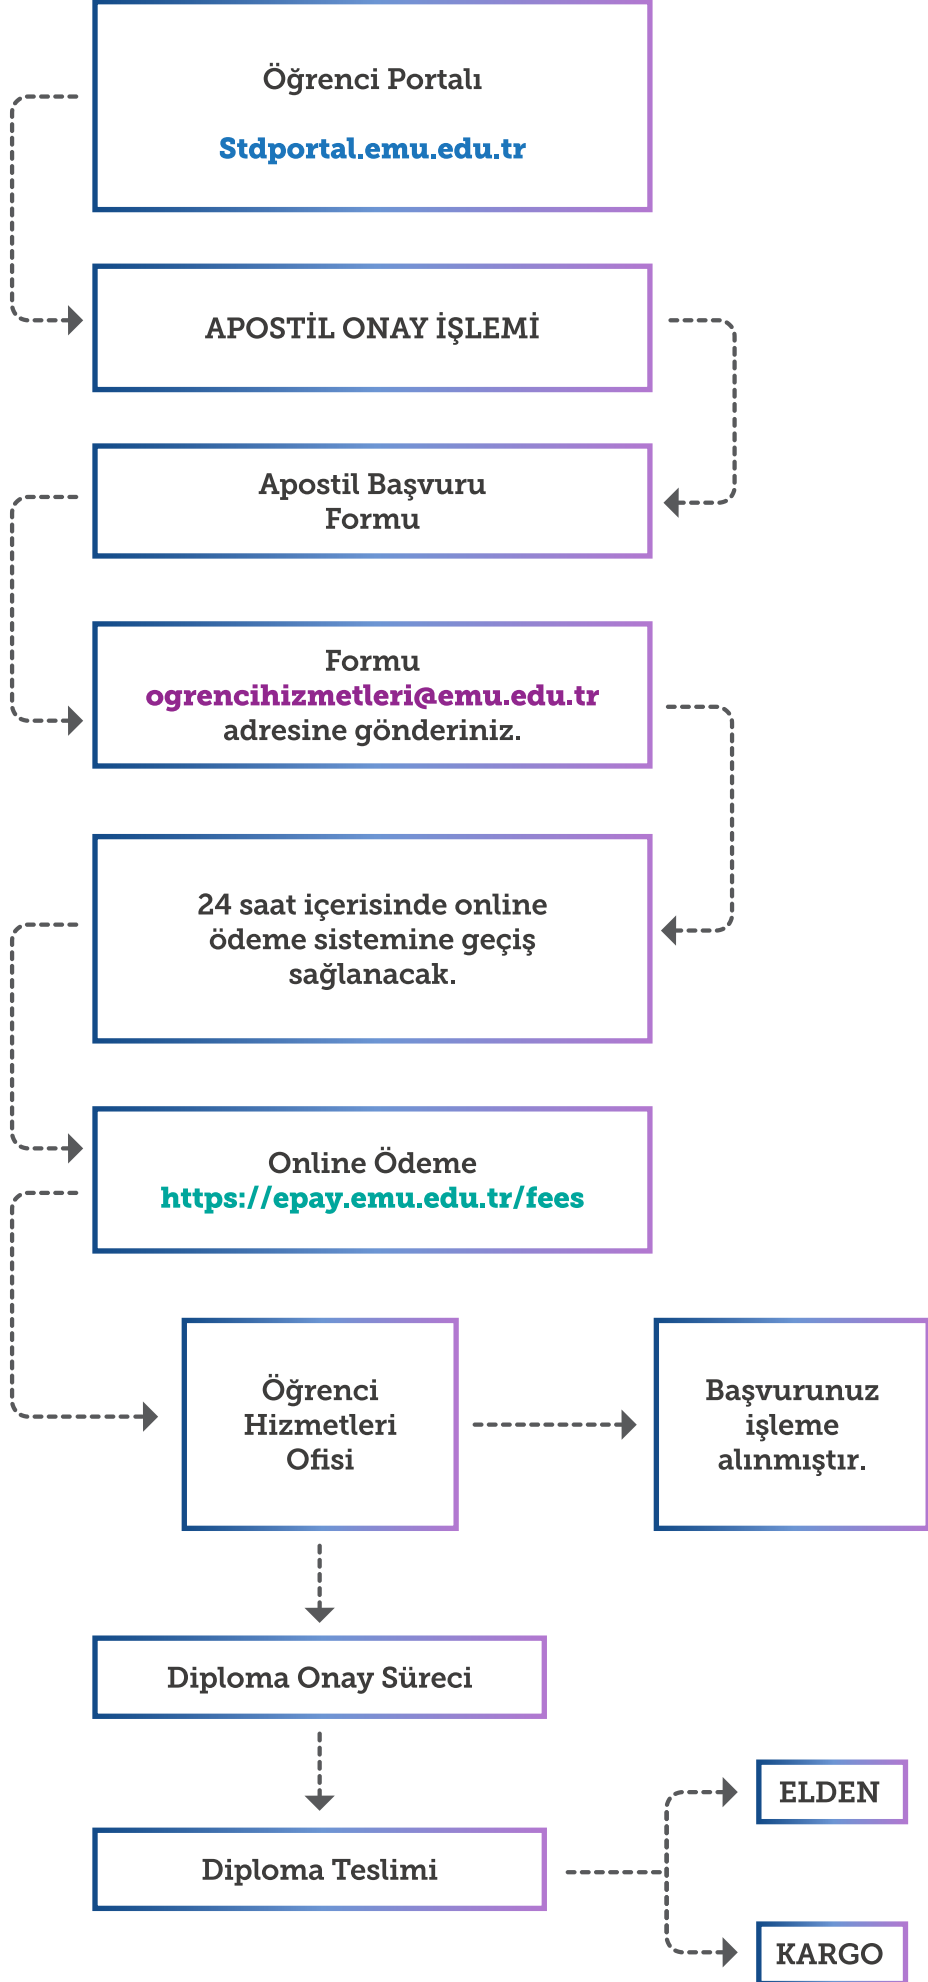 Öğrenci Portalı
Stdportal.emu.edu.tr
APOSTİL ONAY İŞLEMİ
Apostil Başvuru
Formu
Formu
ogrencihizmetleri@emu.edu.tr
adresine gönderiniz.
24 saat içerisinde online
ödeme sistemine geçiş
sağlanacak.
Online Ödeme
https://epay.emu.edu.tr/fees
Öğrenci
Hizmetleri
Ofisi
Başvurunuz
işleme
alınmıştır.
Diploma Onay Süreci
Diploma Teslimi
ELDEN
KARGO